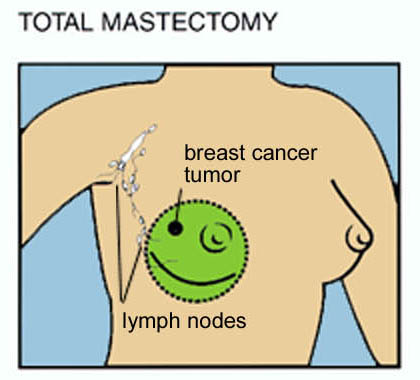 TOTAL MASTECTOMY
breast cancer
tumor
lymph nodes